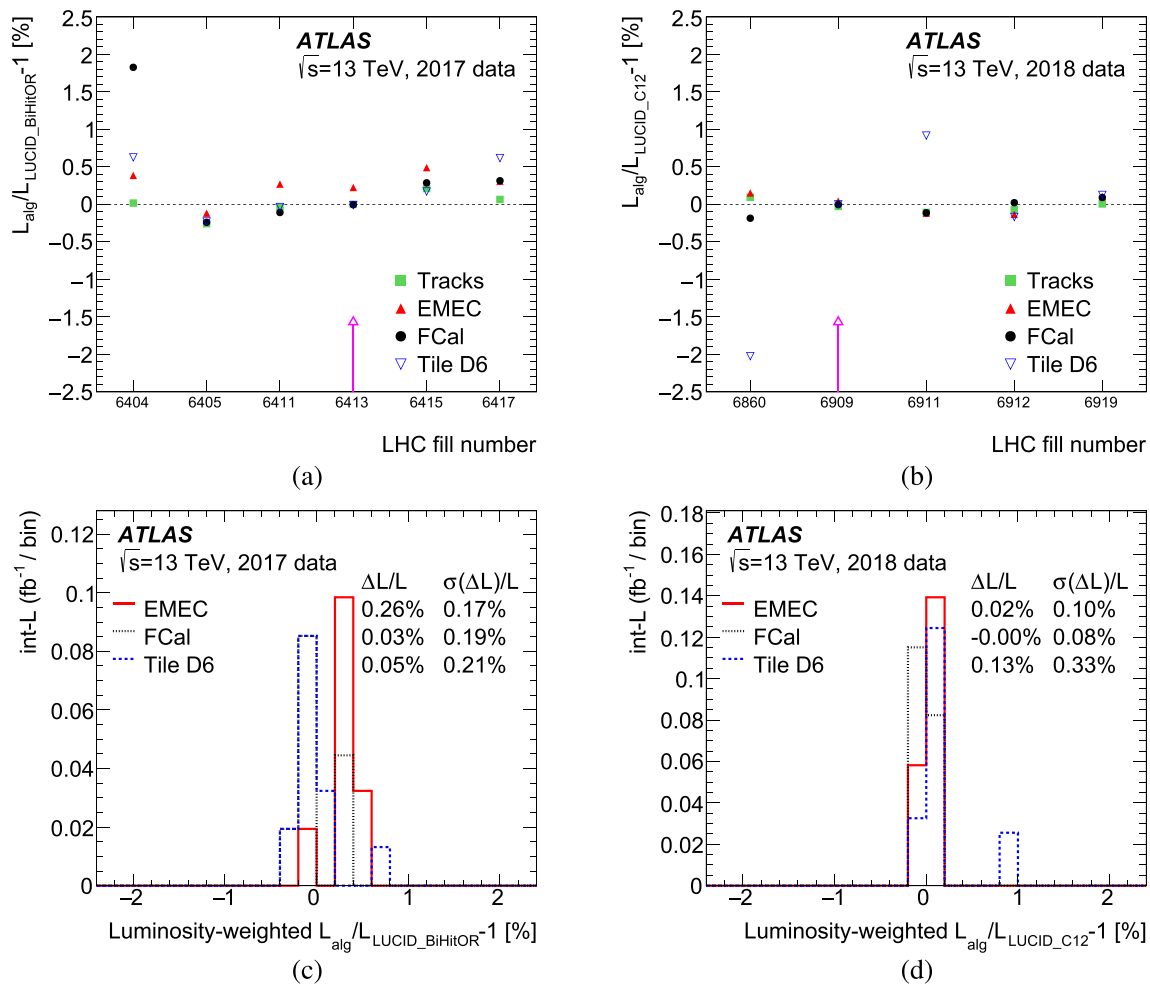 L_alg/L_LUCID_BiHitOR-1 [%]
2.5
2
1.5
1
0.5
0
−0.5
−1
−1.5
−2
−2.5
ATLAS
√s=13 TeV, 2017 data
Tracks
EMEC
FCal
Tile D6
6404 6405 6411 6413 6415 6417
LHC fill number
(a)
L_alg/L_LUCID_C12-1 [%]
2.5
2
1.5
1
0.5
0
−0.5
−1
−1.5
−2
−2.5
ATLAS
√s=13 TeV, 2018 data
Tracks
EMEC
FCal
Tile D6
6860 6909 6911 6912 6919
LHC fill number
(b)
int-L (fb⁻¹ / bin)
0.12
0.1
0.08
0.06
0.04
0.02
0
ATLAS
√s=13 TeV, 2017 data
ΔL/L σ(ΔL)/L
EMEC 0.26% 0.17%
FCal 0.03% 0.19%
Tile D6 0.05% 0.21%
−2 −1 0 1 2
Luminosity-weighted L_alg/L_LUCID_BiHitOR-1 [%]
(c)
int-L (fb⁻¹ / bin)
0.18
0.16
0.14
0.12
0.1
0.08
0.06
0.04
0.02
0
ATLAS
√s=13 TeV, 2018 data
ΔL/L σ(ΔL)/L
EMEC 0.02% 0.10%
FCal -0.00% 0.08%
Tile D6 0.13% 0.33%
−2 −1 0 1 2
Luminosity-weighted L_alg/L_LUCID_C12-1 [%]
(d)